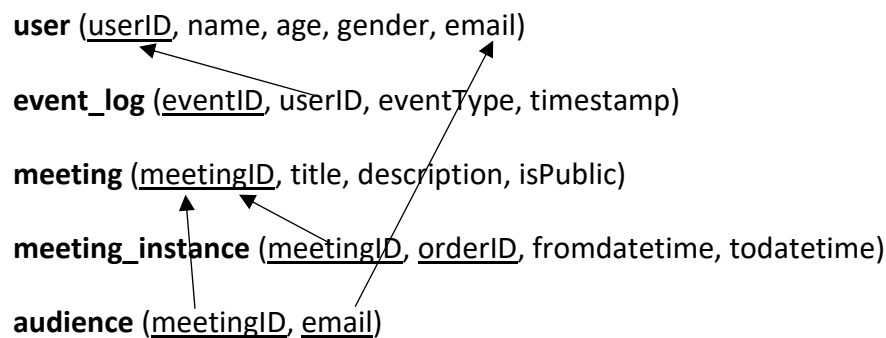 user (userID, name, age, gender, email)
event_log (eventID, userID, eventType, timestamp)
meeting (meetingID, title, description, isPublic)
meeting_instance (meetingID, orderID, fromdatetime, todatetime)
audience (meetingID, email)